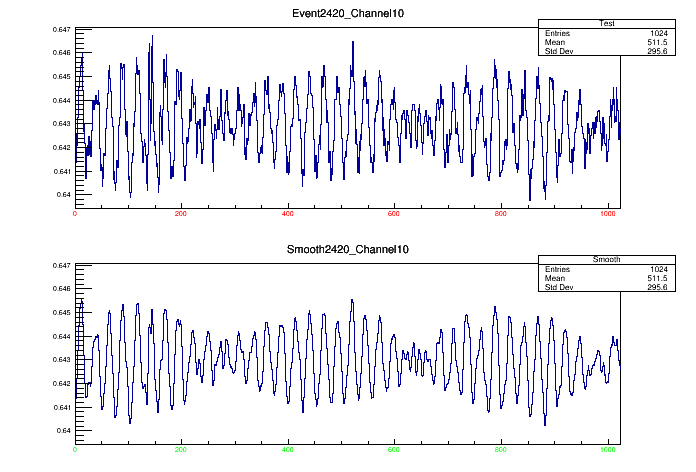 Event2420_Channel10
Test
Entries 1024
Mean 511.5
Std Dev 295.6
0.647
0.646
0.645
0.644
0.643
0.642
0.641
0.64
0 200 400 600 800 1000
Smooth2420_Channel10
Smooth
Entries 1024
Mean 511.5
Std Dev 295.6
0.647
0.646
0.645
0.644
0.643
0.642
0.641
0.64
0 200 400 600 800 1000